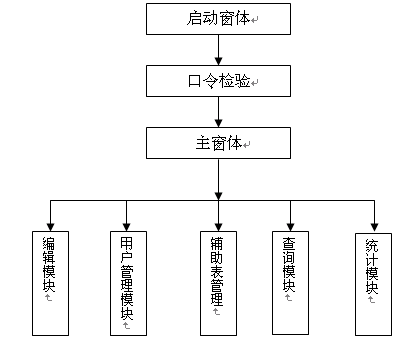 启动窗体
口令检验
主窗体
编辑模块
用户管理模块
辅助表管理
查询模块
统计模块